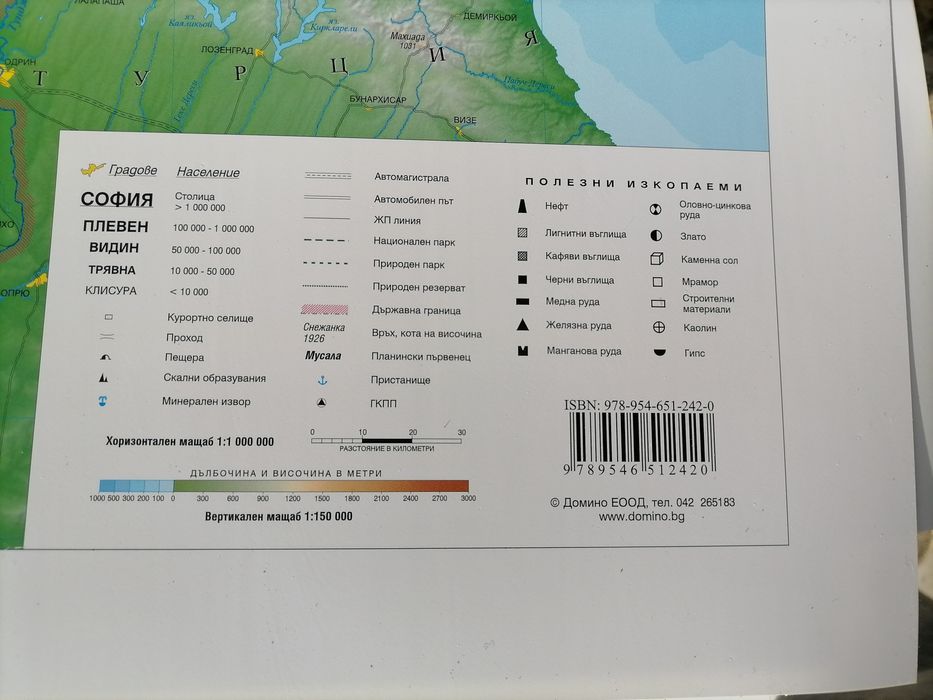 ЛАЛАПАША
яз.
Каяликьой
яз.
Киркларели
ДЕМИРКЬОЙ
Махиада
1031
ЛОЗЕНГРАД
ОДРИН
Т У Р Ц И Я
БУНАРХИСАР
ВИЗЕ
Градове
Население
СОФИЯ
Столица
> 1 000 000
ПЛЕВЕН
100 000 - 1 000 000
ВИДИН
50 000 - 100 000
ТРЯВНА
10 000 - 50 000
КЛИСУРА
< 10 000
Курортно селище
Проход
Пещера
Скални образувания
Минерален извор
Автомагистрала
Автомобилен път
ЖП линия
Национален парк
Природен парк
Природен резерват
Държавна граница
Снежанка
1926
Връх, кота на височина
Мусала
Планински първенец
Пристанище
ГКПП
ПОЛЕЗНИ ИЗКОПАЕМИ
Нефт
Лигнитни въглища
Кафяви въглища
Черни въглища
Медна руда
Желязна руда
Манганова руда
Оловно-цинкова
руда
Злато
Каменна сол
Мрамор
Строителни
материали
Каолин
Гипс
Хоризонтален мащаб 1:1 000 000
0 10 20 30
РАЗСТОЯНИЕ В КИЛОМЕТРИ
ДЪЛБОЧИНА И ВИСОЧИНА В МЕТРИ
1000 500 300 200 100 0 300 600 900 1200 1500 1800 2100 2400 2700 3000
Вертикален мащаб 1:150 000
ISBN: 978-954-651-242-0
9 789546 512420
© Домино ЕООД, тел. 042 265183
www.domino.bg